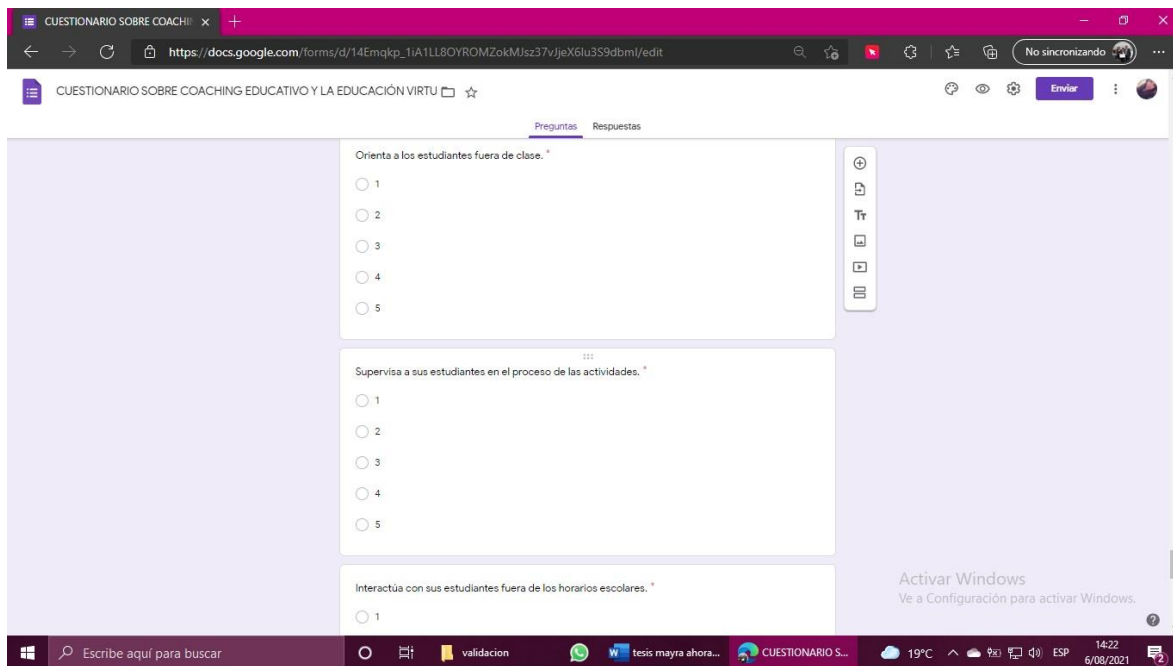 CUESTIONARIO SOBRE COACHIN
https://docs.google.com/forms/d/14Emqkp_1iA1LL8OYROMZokMJsz37vJjeX6lu3S9dbmI/edit
No sincronizando
CUESTIONARIO SOBRE COACHING EDUCATIVO Y LA EDUCACIÓN VIRTU
Enviar
Preguntas Respuestas
Orienta a los estudiantes fuera de clase. *
1
2
3
4
5
Supervisa a sus estudiantes en el proceso de las actividades. *
1
2
3
4
5
Interactúa con sus estudiantes fuera de los horarios escolares. *
1
Activar Windows
Ve a Configuración para activar Windows.
Escribe aquí para buscar
validacion
tesis mayra ahora...
CUESTIONARIO S...
19°C
ESP
14:22
6/08/2021